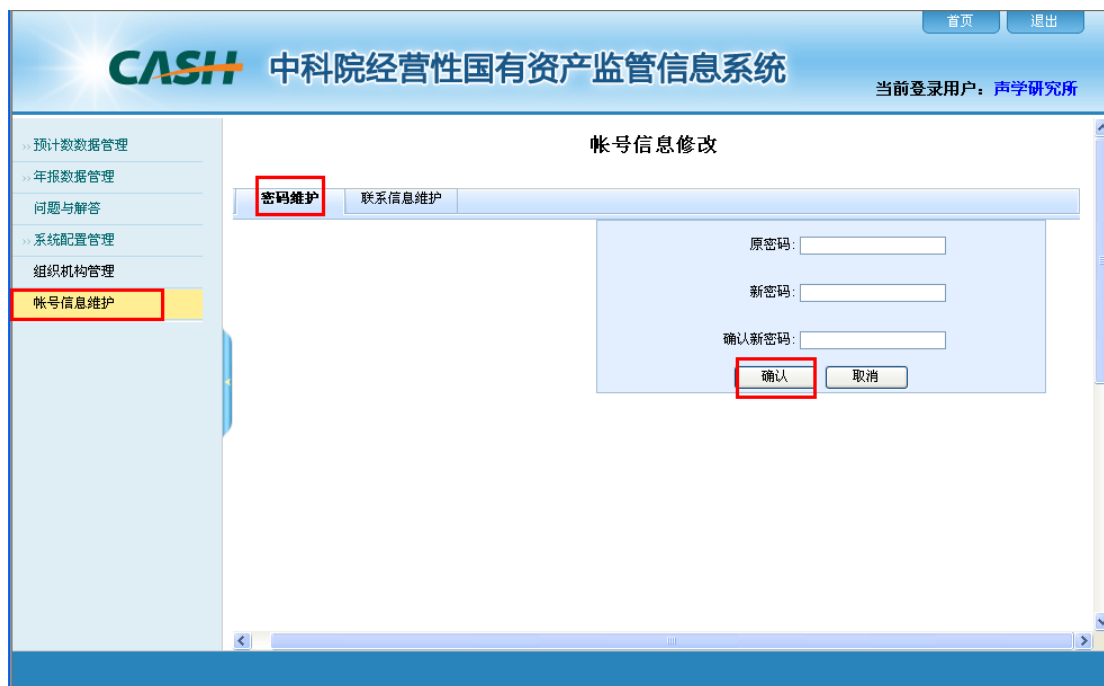 首页 退出
CASH 中科院经营性国有资产监管信息系统
当前登录用户：声学研究所
预计数数据管理
年报数据管理
问题与解答
系统配置管理
组织机构管理
帐号信息维护
帐号信息修改
密码维护 联系信息维护
原密码:
新密码:
确认新密码:
确认 取消